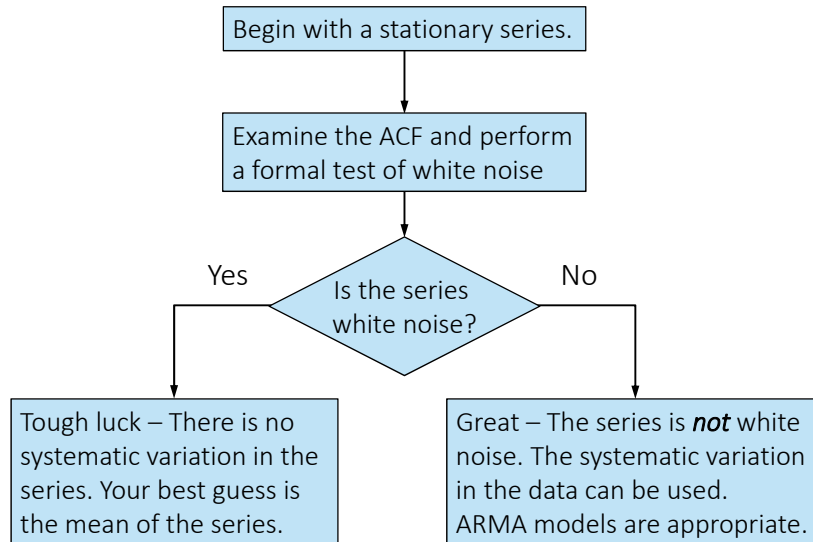 Begin with a stationary series.
Examine the ACF and perform
a formal test of white noise
Yes
No
Is the series
white noise?
Tough luck – There is no
systematic variation in the
series. Your best guess is
the mean of the series.
Great – The series is not white
noise. The systematic variation
in the data can be used.
ARMA models are appropriate.